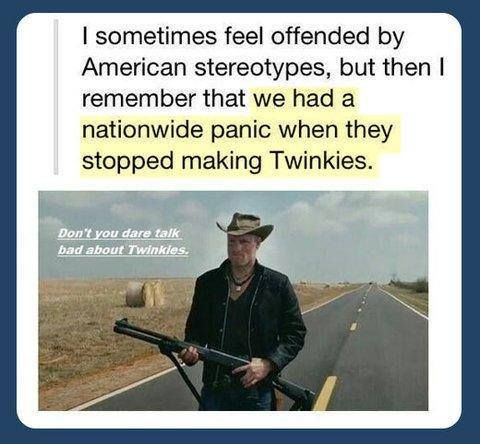 I sometimes feel offended by
American stereotypes, but then I
remember that we had a
nationwide panic when they
stopped making Twinkies.
Don't you dare talk
bad about Twinkies.